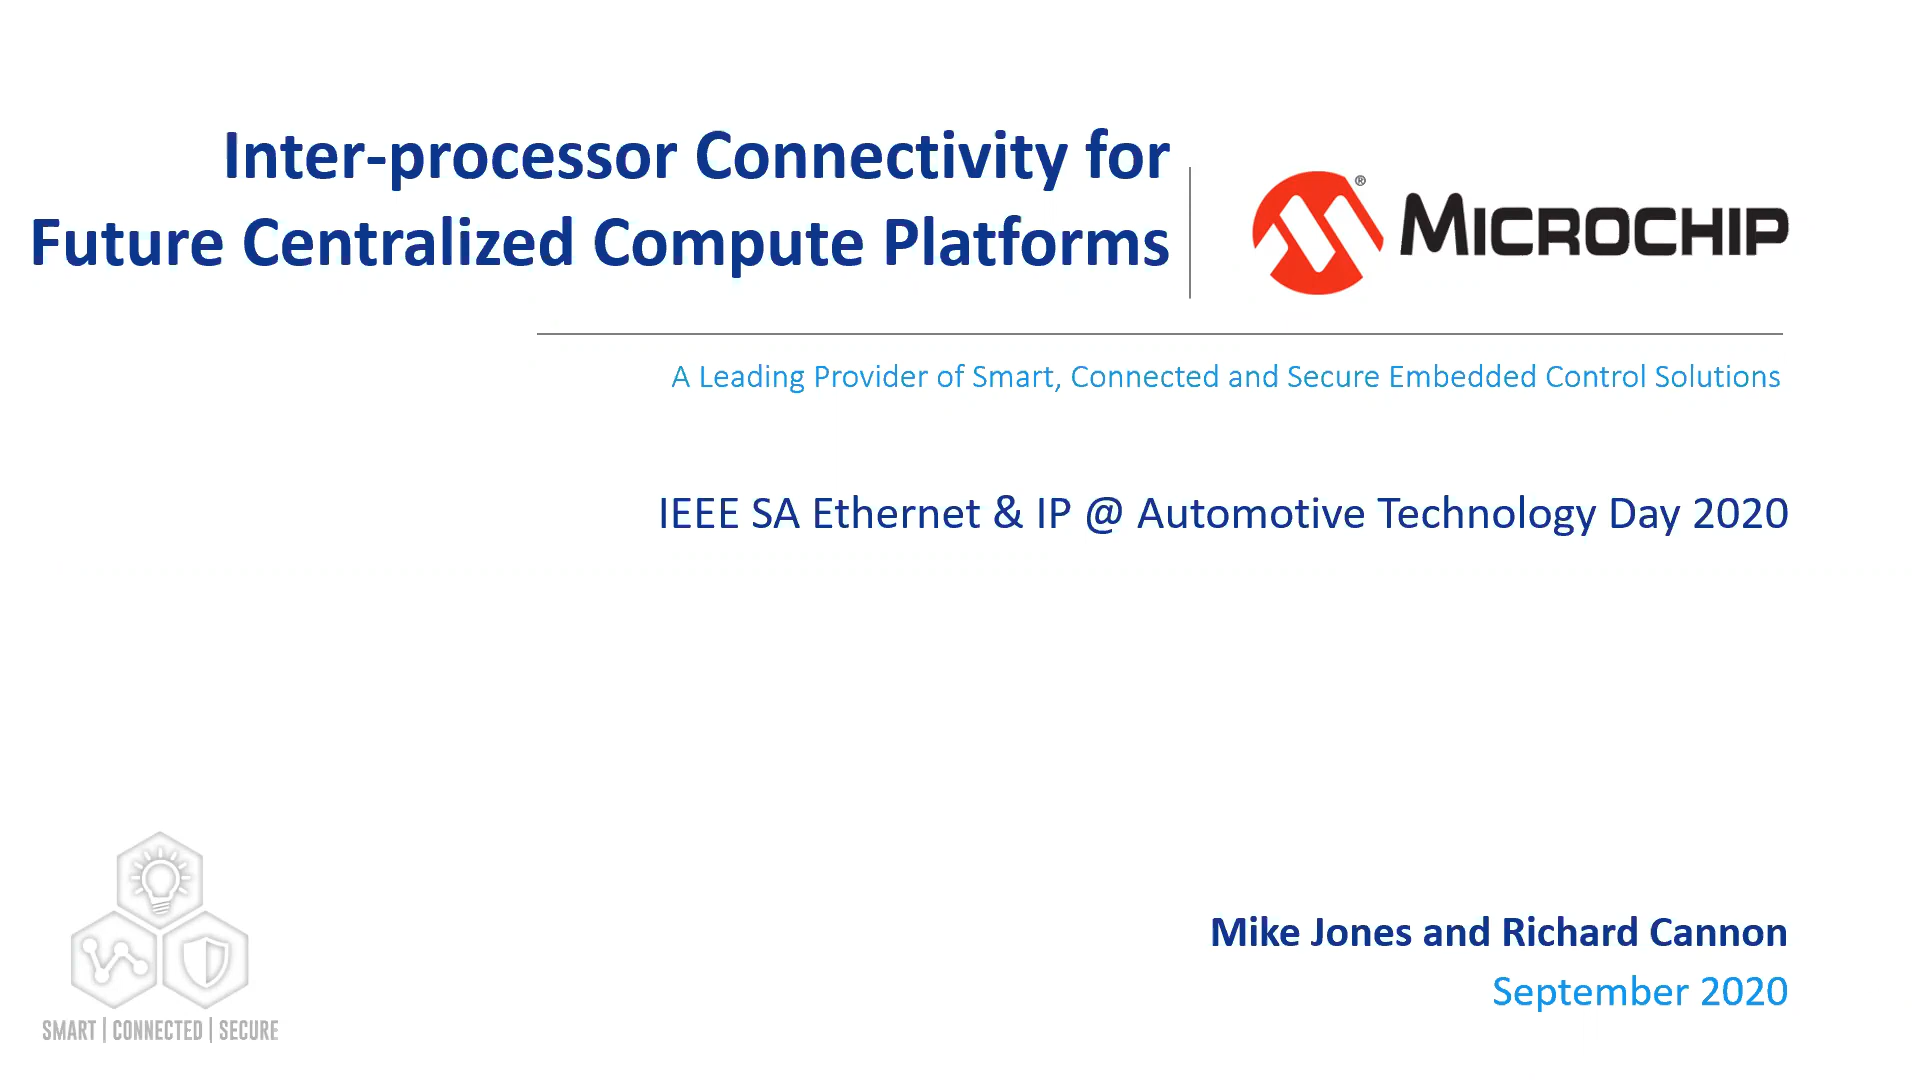 Inter-processor Connectivity for
Future Centralized Compute Platforms
® MICROCHIP
A Leading Provider of Smart, Connected and Secure Embedded Control Solutions
IEEE SA Ethernet & IP @ Automotive Technology Day 2020
Mike Jones and Richard Cannon
September 2020
SMART | CONNECTED | SECURE